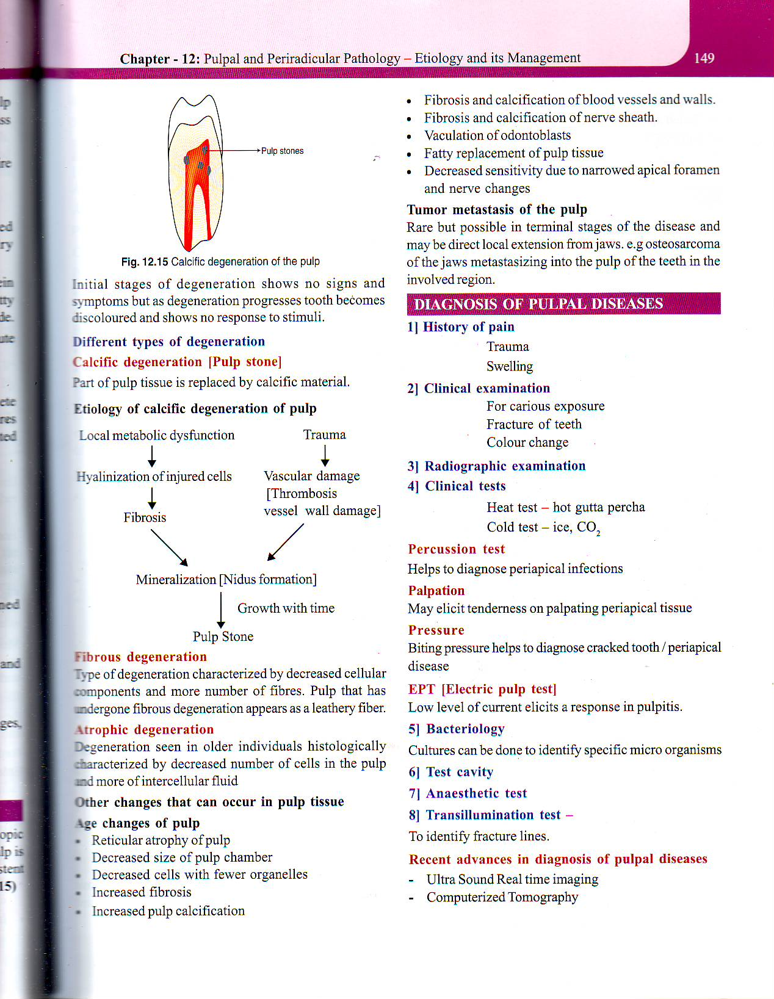 Chapter - 12: Pulpal and Periradicular Pathology – Etiology and its Management
149
Pulp stones
Fig. 12.15 Calcific degeneration of the pulp
Initial stages of degeneration shows no signs and
symptoms but as degeneration progresses tooth becomes
discoloured and shows no response to stimuli.
Different types of degeneration
Calcific degeneration [Pulp stone]
Part of pulp tissue is replaced by calcific material.
Etiology of calcific degeneration of pulp
Local metabolic dysfunction
Trauma
Hyalinization of injured cells
Vascular damage
[Thrombosis
vessel wall damage]
Fibrosis
Mineralization [Nidus formation]
Growth with time
Pulp Stone
Fibrous degeneration
Type of degeneration characterized by decreased cellular
components and more number of fibres. Pulp that has
undergone fibrous degeneration appears as a leathery fiber.
Atrophic degeneration
Degeneration seen in older individuals histologically
characterized by decreased number of cells in the pulp
and more of intercellular fluid
Other changes that can occur in pulp tissue
Age changes of pulp
• Reticular atrophy of pulp
• Decreased size of pulp chamber
• Decreased cells with fewer organelles
• Increased fibrosis
• Increased pulp calcification
• Fibrosis and calcification of blood vessels and walls.
• Fibrosis and calcification of nerve sheath.
• Vaculation of odontoblasts
• Fatty replacement of pulp tissue
• Decreased sensitivity due to narrowed apical foramen
and nerve changes
Tumor metastasis of the pulp
Rare but possible in terminal stages of the disease and
may be direct local extension from jaws. e.g osteosarcoma
of the jaws metastasizing into the pulp of the teeth in the
involved region.
DIAGNOSIS OF PULPAL DISEASES
1] History of pain
Trauma
Swelling
2] Clinical examination
For carious exposure
Fracture of teeth
Colour change
3] Radiographic examination
4] Clinical tests
Heat test – hot gutta percha
Cold test – ice, CO₂
Percussion test
Helps to diagnose periapical infections
Palpation
May elicit tenderness on palpating periapical tissue
Pressure
Biting pressure helps to diagnose cracked tooth / periapical
disease
EPT [Electric pulp test]
Low level of current elicits a response in pulpitis.
5] Bacteriology
Cultures can be done to identify specific micro organisms
6] Test cavity
7] Anaesthetic test
8] Transillumination test –
To identify fracture lines.
Recent advances in diagnosis of pulpal diseases
- Ultra Sound Real time imaging
- Computerized Tomography